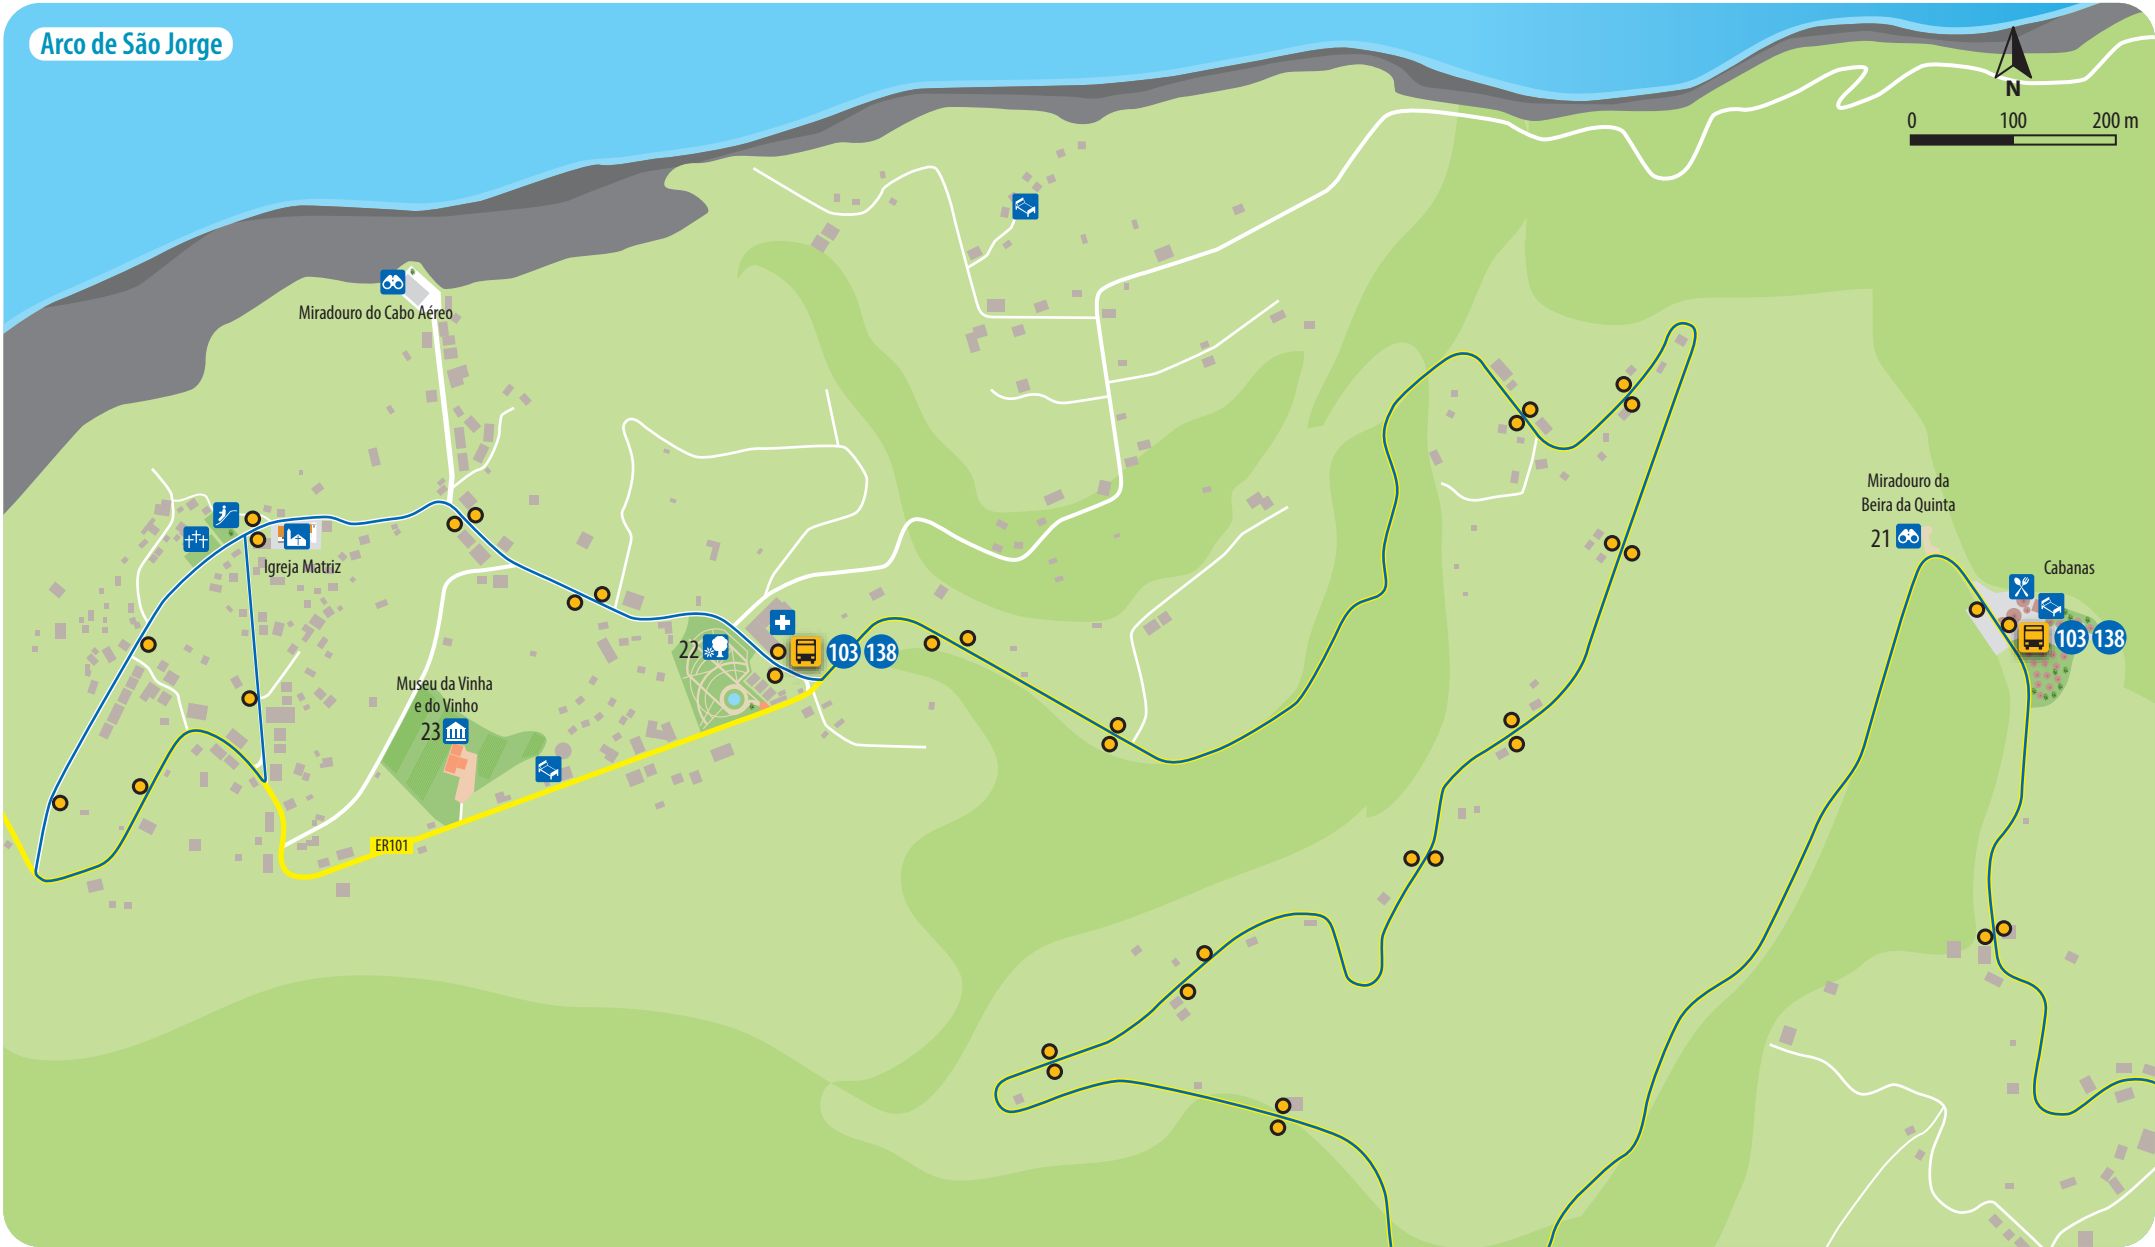 Arco de São Jorge
N
0 100 200 m
Miradouro do Cabo Aéreo
Miradouro da
Beira da Quinta
21
Igreja Matriz
Cabanas
103 138
22
103 138
Museu da Vinha
e do Vinho
23
ER101